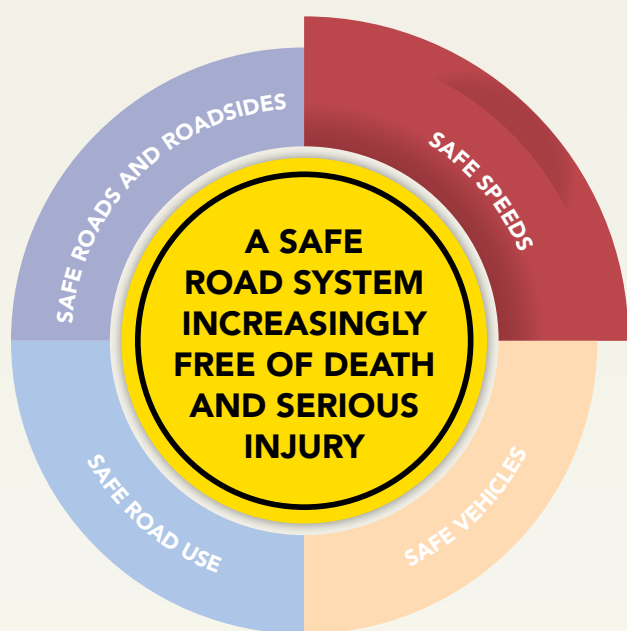 SAFE ROADS AND ROADSIDES
SAFE SPEEDS
A SAFE
ROAD SYSTEM
INCREASINGLY
FREE OF DEATH
AND SERIOUS
INJURY
SAFE ROAD USE
SAFE VEHICLES